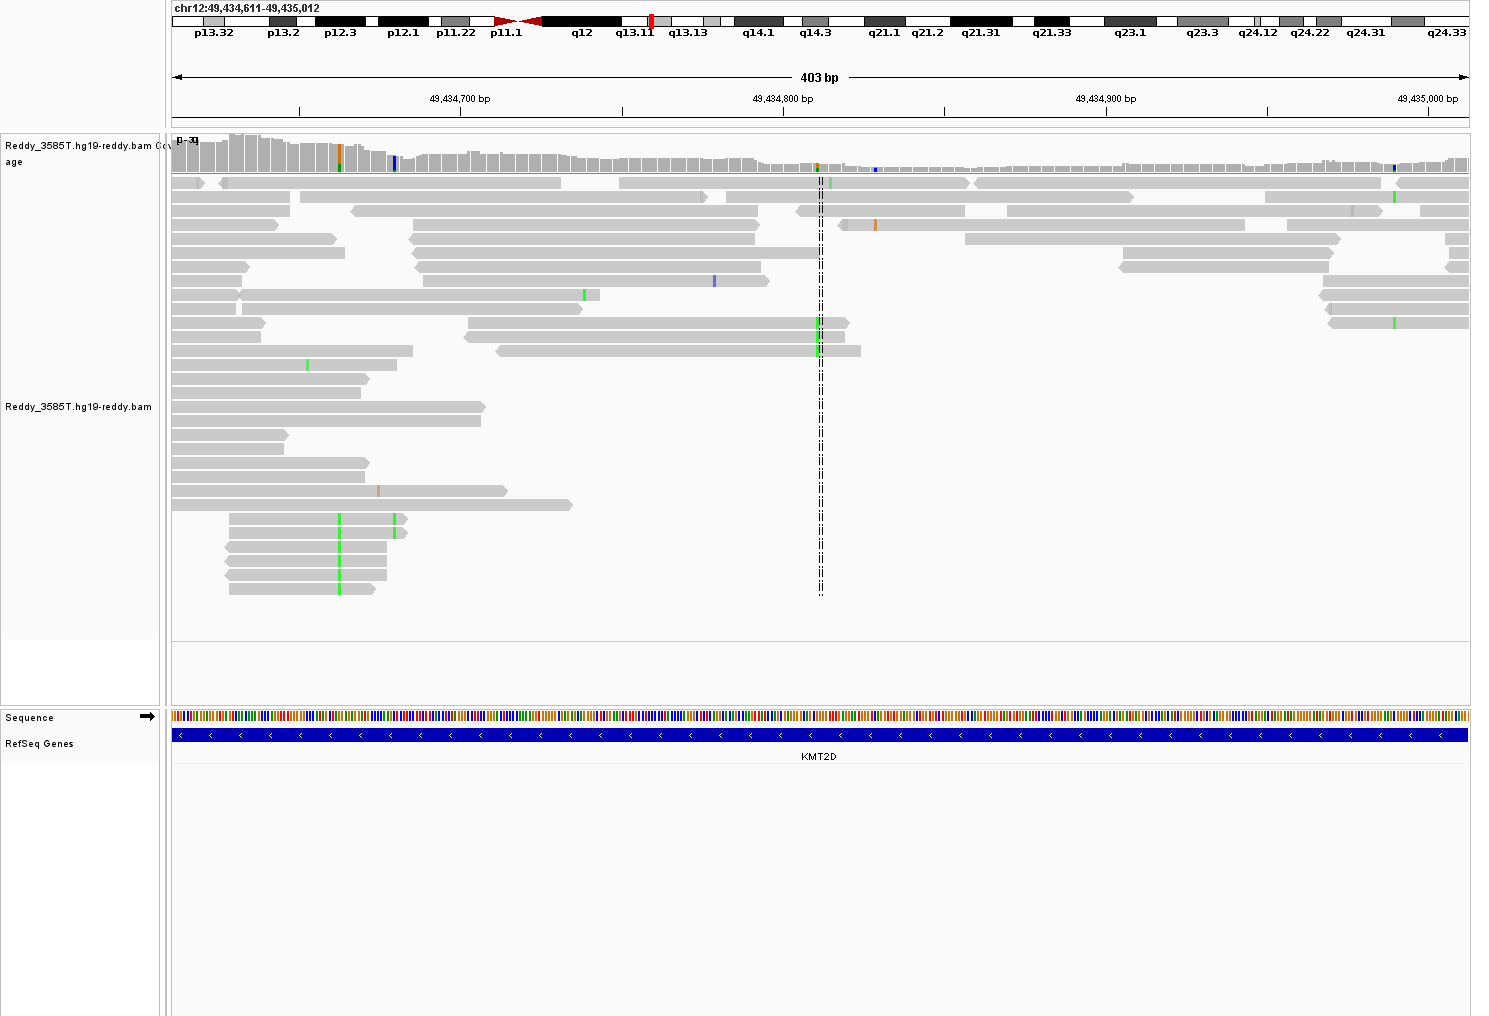 chr12:49,434,611-49,435,012
p13.32 p13.2 p12.3 p12.1 p11.22 p11.1 q12 q13.11 q13.13 q14.1 q14.3 q21.1 q21.2 q21.31 q21.33 q23.1 q23.3 q24.12 q24.22 q24.31 q24.33
403 bp
49,434,700 bp 49,434,800 bp 49,434,900 bp 49,435,000 bp
Reddy_3585T.hg19-reddy.bam Cov
age
Reddy_3585T.hg19-reddy.bam
Sequence
RefSeq Genes
KMT2D